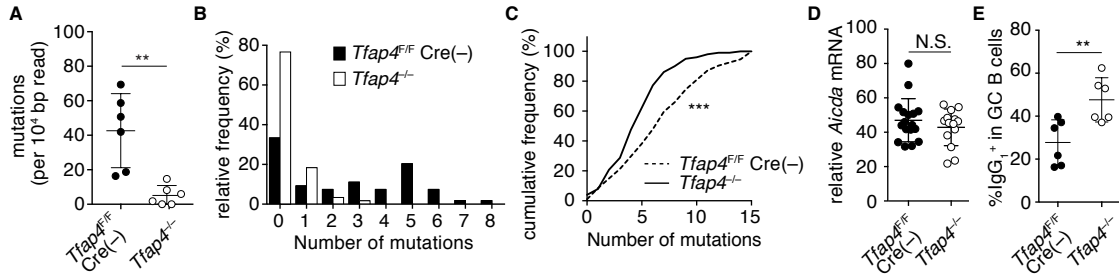 A
mutations
(per 10⁴ bp read)
100
80
60
40
20
0
**
Tfap4F/F
Cre(–)
Tfap4–/–
B
relative frequency (%)
80
60
40
20
0
Tfap4F/F Cre(–)
Tfap4–/–
0 1 2 3 4 5 6 7 8
Number of mutations
C
cumulative frequency (%)
100
80
60
40
20
0
***
Tfap4F/F Cre(–)
Tfap4–/–
0 5 10 15
Number of mutations
D
relative Aicda mRNA
100
80
60
40
20
0
N.S.
Tfap4F/F
Cre(–)
Tfap4–/–
E
%IgG₁⁺ in GC B cells
80
60
40
20
0
**
Tfap4F/F
Cre(–)
Tfap4–/–